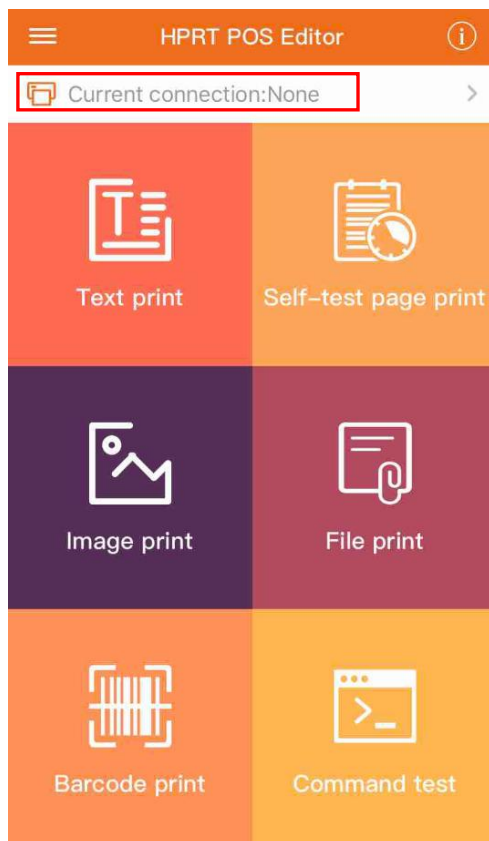 HPRT POS Editor
Current connection:None
Text print
Self-test page print
Image print
File print
Barcode print
Command test